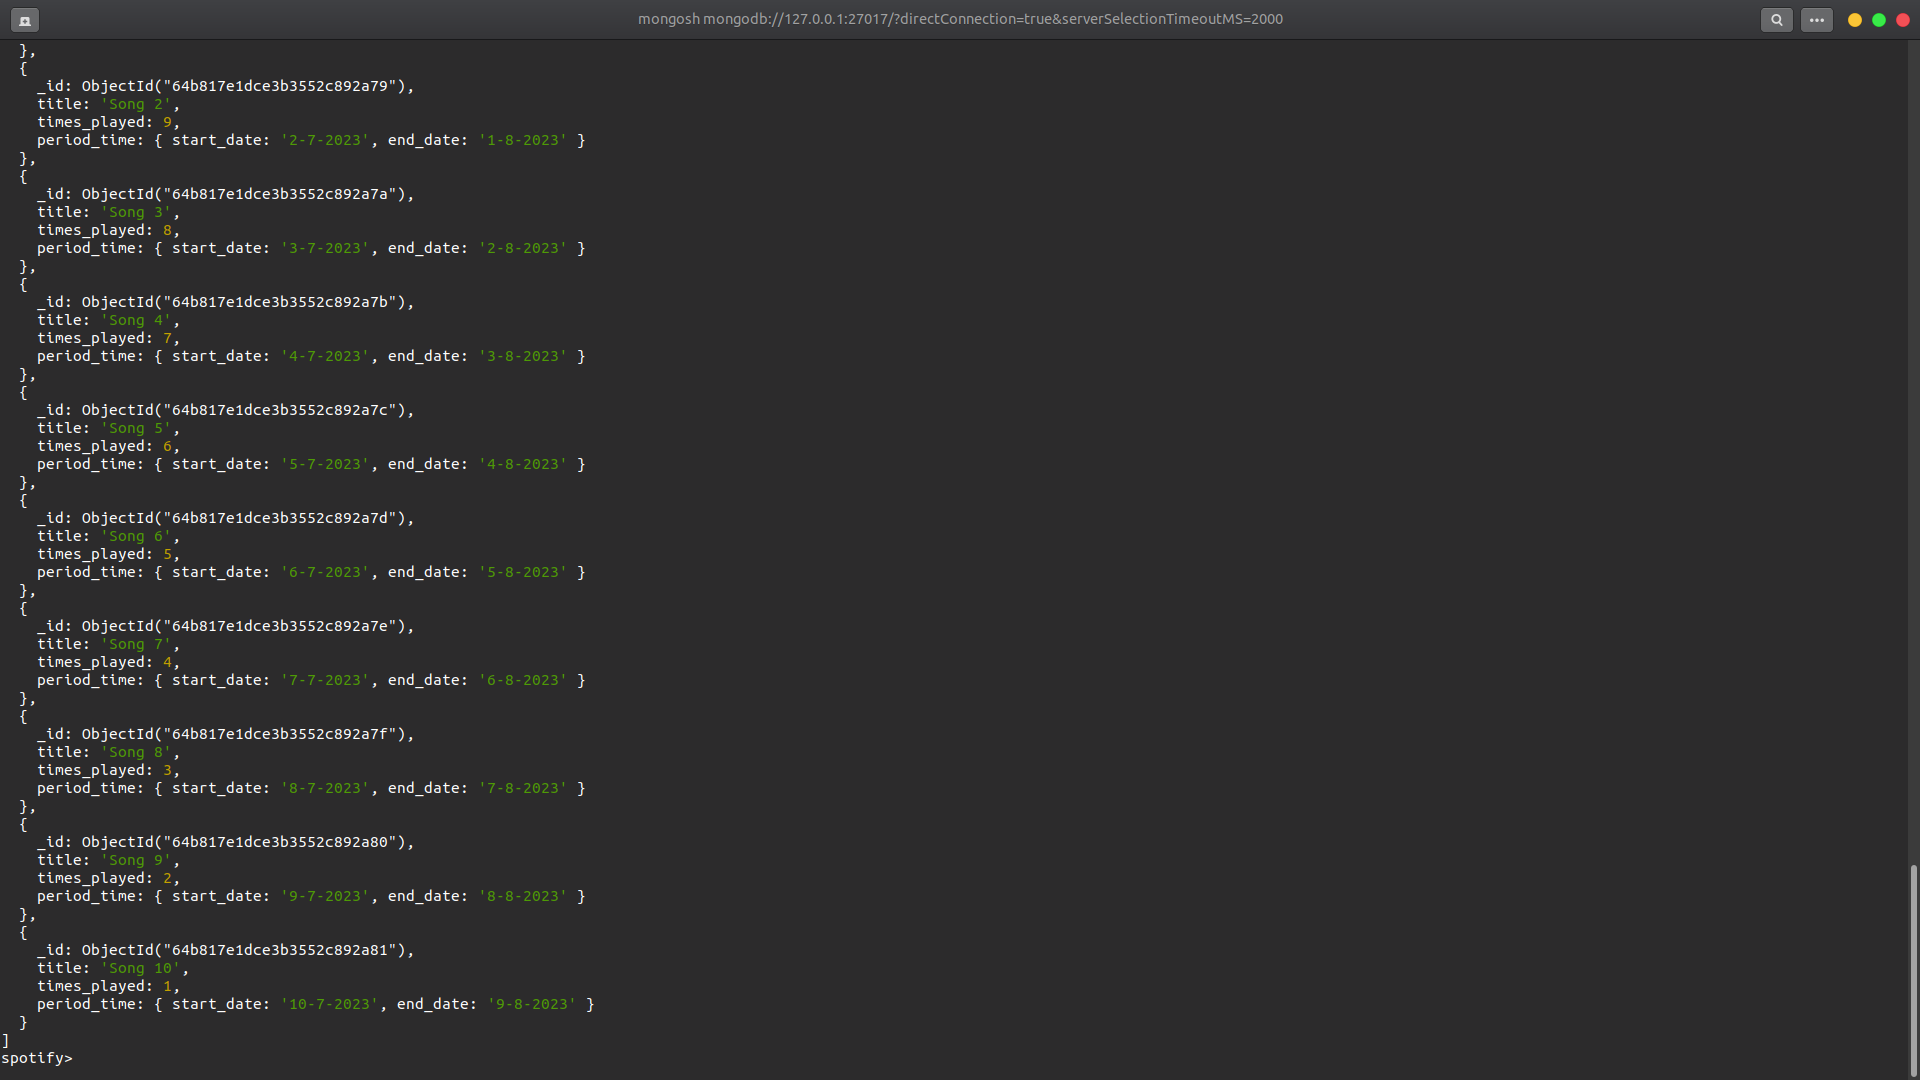 mongosh mongodb://127.0.0.1:27017/?directConnection=true&serverSelectionTimeoutMS=2000
  },
  {
    _id: ObjectId("64b817e1dce3b3552c892a79"),
    title: 'Song 2',
    times_played: 9,
    period_time: { start_date: '2-7-2023', end_date: '1-8-2023' }
  },
  {
    _id: ObjectId("64b817e1dce3b3552c892a7a"),
    title: 'Song 3',
    times_played: 8,
    period_time: { start_date: '3-7-2023', end_date: '2-8-2023' }
  },
  {
    _id: ObjectId("64b817e1dce3b3552c892a7b"),
    title: 'Song 4',
    times_played: 7,
    period_time: { start_date: '4-7-2023', end_date: '3-8-2023' }
  },
  {
    _id: ObjectId("64b817e1dce3b3552c892a7c"),
    title: 'Song 5',
    times_played: 6,
    period_time: { start_date: '5-7-2023', end_date: '4-8-2023' }
  },
  {
    _id: ObjectId("64b817e1dce3b3552c892a7d"),
    title: 'Song 6',
    times_played: 5,
    period_time: { start_date: '6-7-2023', end_date: '5-8-2023' }
  },
  {
    _id: ObjectId("64b817e1dce3b3552c892a7e"),
    title: 'Song 7',
    times_played: 4,
    period_time: { start_date: '7-7-2023', end_date: '6-8-2023' }
  },
  {
    _id: ObjectId("64b817e1dce3b3552c892a7f"),
    title: 'Song 8',
    times_played: 3,
    period_time: { start_date: '8-7-2023', end_date: '7-8-2023' }
  },
  {
    _id: ObjectId("64b817e1dce3b3552c892a80"),
    title: 'Song 9',
    times_played: 2,
    period_time: { start_date: '9-7-2023', end_date: '8-8-2023' }
  },
  {
    _id: ObjectId("64b817e1dce3b3552c892a81"),
    title: 'Song 10',
    times_played: 1,
    period_time: { start_date: '10-7-2023', end_date: '9-8-2023' }
  }
]
spotify>